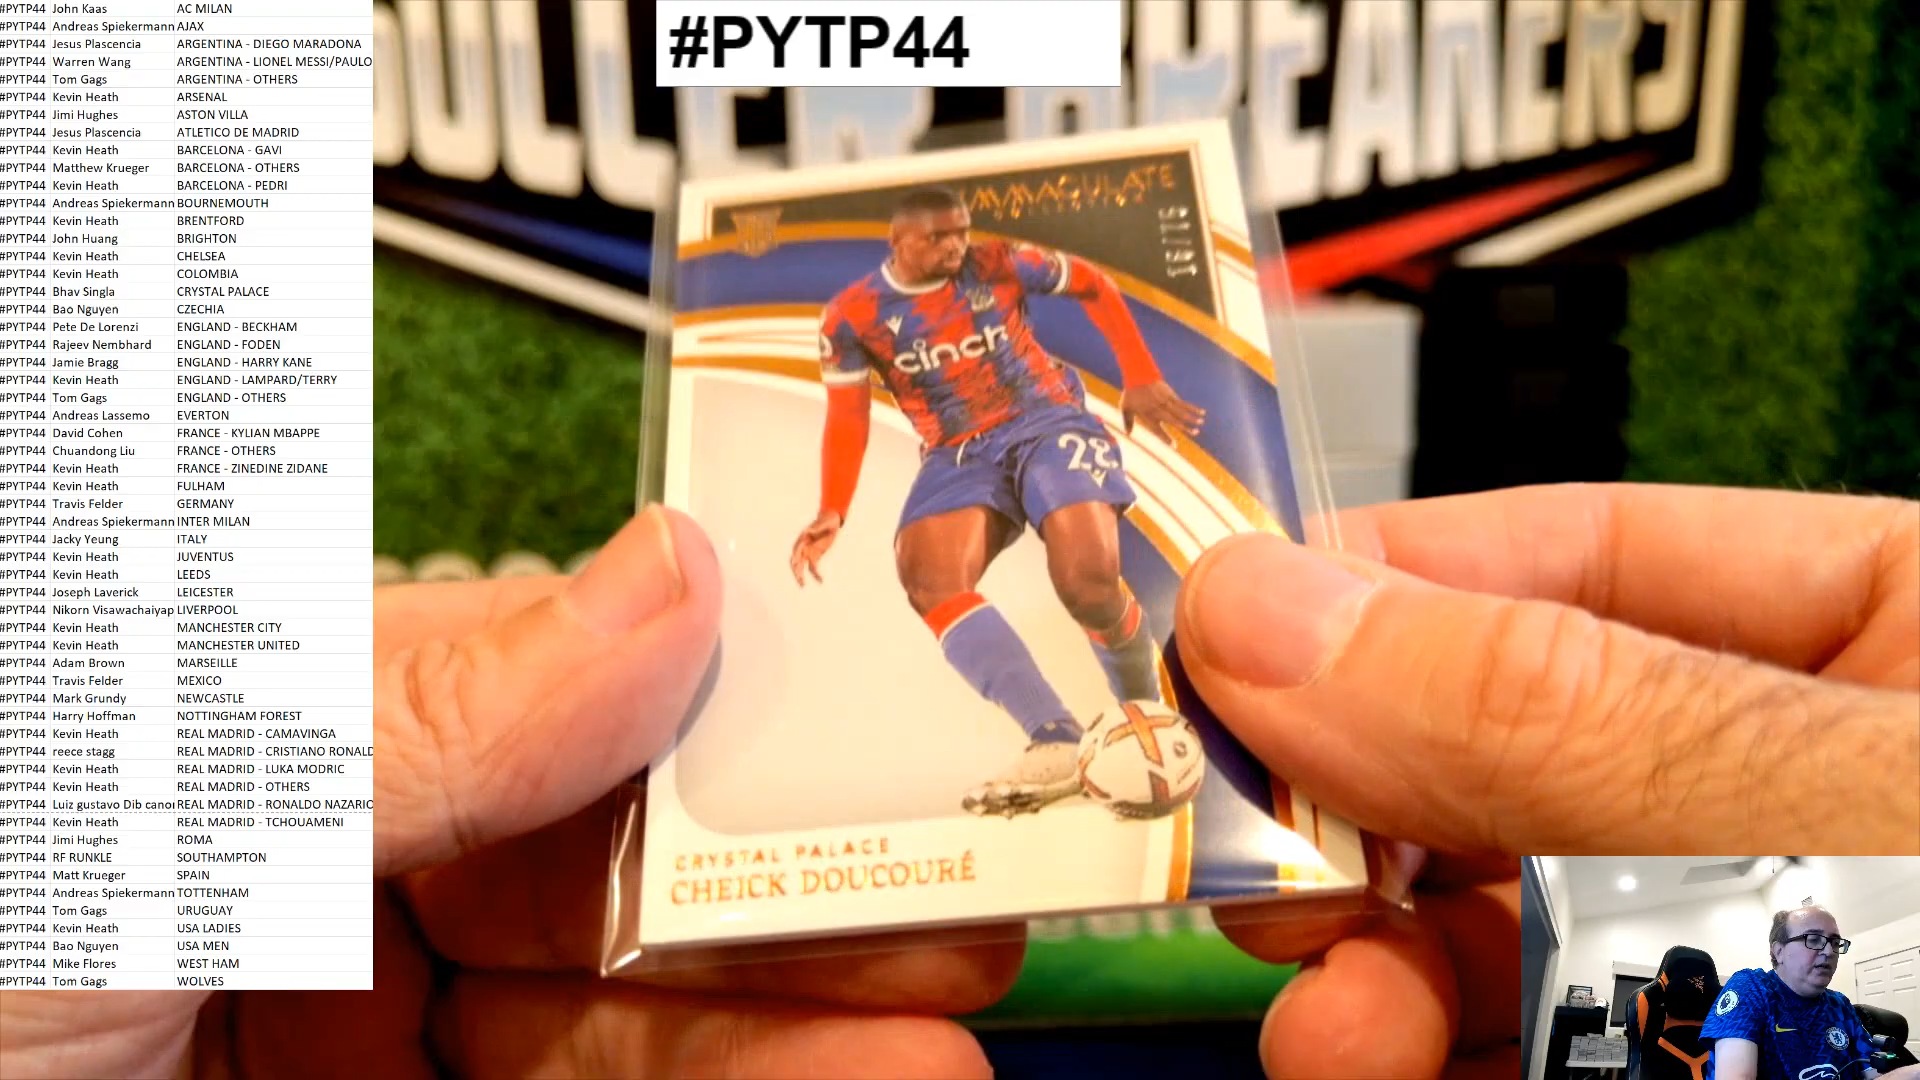 #PYTP44
#PYTP44 John Kaas AC MILAN
#PYTP44 Andreas Spiekermann AJAX
#PYTP44 Jesus Plascencia ARGENTINA - DIEGO MARADONA
#PYTP44 Warren Wang ARGENTINA - LIONEL MESSI/PAULO
#PYTP44 Tom Gags ARGENTINA - OTHERS
#PYTP44 Kevin Heath ARSENAL
#PYTP44 Jimi Hughes ASTON VILLA
#PYTP44 Jesus Plascencia ATLETICO DE MADRID
#PYTP44 Kevin Heath BARCELONA - GAVI
#PYTP44 Matthew Krueger BARCELONA - OTHERS
#PYTP44 Kevin Heath BARCELONA - PEDRI
#PYTP44 Andreas Spiekermann BOURNEMOUTH
#PYTP44 Kevin Heath BRENTFORD
#PYTP44 John Huang BRIGHTON
#PYTP44 Kevin Heath CHELSEA
#PYTP44 Kevin Heath COLOMBIA
#PYTP44 Bhav Singla CRYSTAL PALACE
#PYTP44 Bao Nguyen CZECHIA
#PYTP44 Pete De Lorenzi ENGLAND - BECKHAM
#PYTP44 Rajeev Nembhard ENGLAND - FODEN
#PYTP44 Jamie Bragg ENGLAND - HARRY KANE
#PYTP44 Kevin Heath ENGLAND - LAMPARD/TERRY
#PYTP44 Tom Gags ENGLAND - OTHERS
#PYTP44 Andreas Lassemo EVERTON
#PYTP44 David Cohen FRANCE - KYLIAN MBAPPE
#PYTP44 Chuandong Liu FRANCE - OTHERS
#PYTP44 Kevin Heath FRANCE - ZINEDINE ZIDANE
#PYTP44 Kevin Heath FULHAM
#PYTP44 Travis Felder GERMANY
#PYTP44 Andreas Spiekermann INTER MILAN
#PYTP44 Jacky Yeung ITALY
#PYTP44 Kevin Heath JUVENTUS
#PYTP44 Kevin Heath LEEDS
#PYTP44 Joseph Laverick LEICESTER
#PYTP44 Nikorn Visawachaiyap LIVERPOOL
#PYTP44 Kevin Heath MANCHESTER CITY
#PYTP44 Kevin Heath MANCHESTER UNITED
#PYTP44 Adam Brown MARSEILLE
#PYTP44 Travis Felder MEXICO
#PYTP44 Mark Grundy NEWCASTLE
#PYTP44 Harry Hoffman NOTTINGHAM FOREST
#PYTP44 Kevin Heath REAL MADRID - CAMAVINGA
#PYTP44 reece stagg REAL MADRID - CRISTIANO RONALD
#PYTP44 Kevin Heath REAL MADRID - LUKA MODRIC
#PYTP44 Kevin Heath REAL MADRID - OTHERS
#PYTP44 Luiz gustavo Dib canoi REAL MADRID - RONALDO NAZARIO
#PYTP44 Kevin Heath REAL MADRID - TCHOUAMENI
#PYTP44 Jimi Hughes ROMA
#PYTP44 RF RUNKLE SOUTHAMPTON
#PYTP44 Matt Krueger SPAIN
#PYTP44 Andreas Spiekermann TOTTENHAM
#PYTP44 Tom Gags URUGUAY
#PYTP44 Kevin Heath USA LADIES
#PYTP44 Bao Nguyen USA MEN
#PYTP44 Mike Flores WEST HAM
#PYTP44 Tom Gags WOLVES
IMMACULATE
COLLECTION
16/75
cinch
28
CRYSTAL PALACE
CHEICK DOUCOURÉ